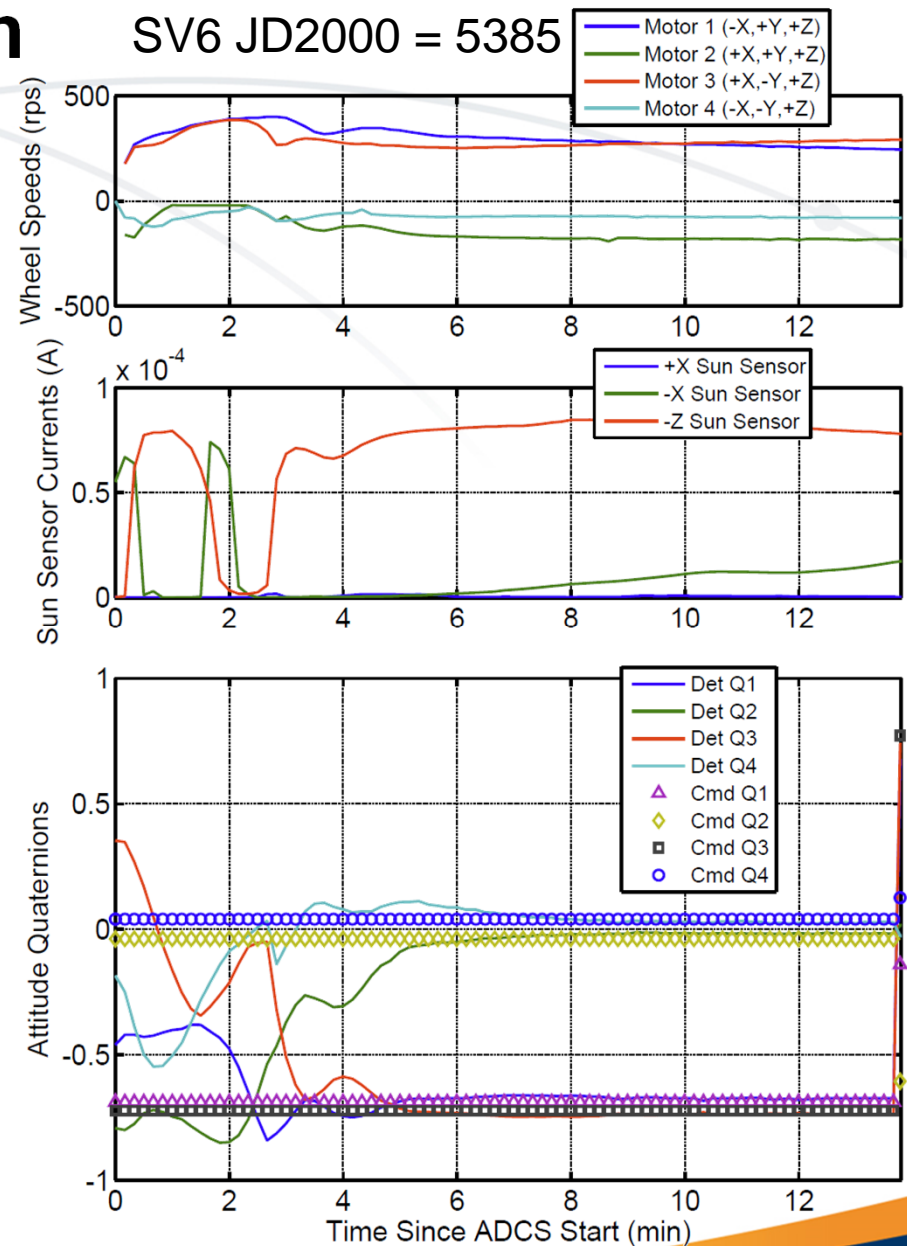 n
SV6 JD2000 = 5385
Motor 1 (-X,+Y,+Z)
Motor 2 (+X,+Y,+Z)
Motor 3 (+X,-Y,+Z)
Motor 4 (-X,-Y,+Z)
Wheel Speeds (rps)
500
0
-500
0 2 4 6 8 10 12
Sun Sensor Currents (A)
x 10-4
+X Sun Sensor
-X Sun Sensor
-Z Sun Sensor
1
0.5
0
0 2 4 6 8 10 12
Attitude Quaternions
Det Q1
Det Q2
Det Q3
Det Q4
Cmd Q1
Cmd Q2
Cmd Q3
Cmd Q4
1
0.5
0
-0.5
-1
0 2 4 6 8 10 12
Time Since ADCS Start (min)